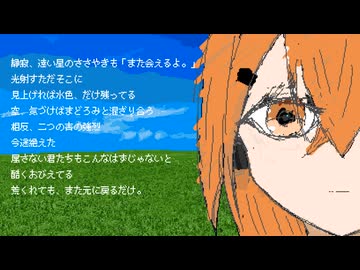 静寂、遠い星のささやきも「また会えるよ。」
光射すただそこに
見上げれば水色、だけ残ってる
空、気づけばまどろみと混ざり合う
相反、二つの害の
今途絶えた
屋さない君たちもこんなはずじゃないと
酷くおびえてる
荒くれても、また元に戻るだけ。